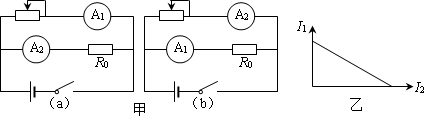 A₁ A₂ I₁
A₂ R₀ A₁ R₀
(a) (b) I₂
甲 乙